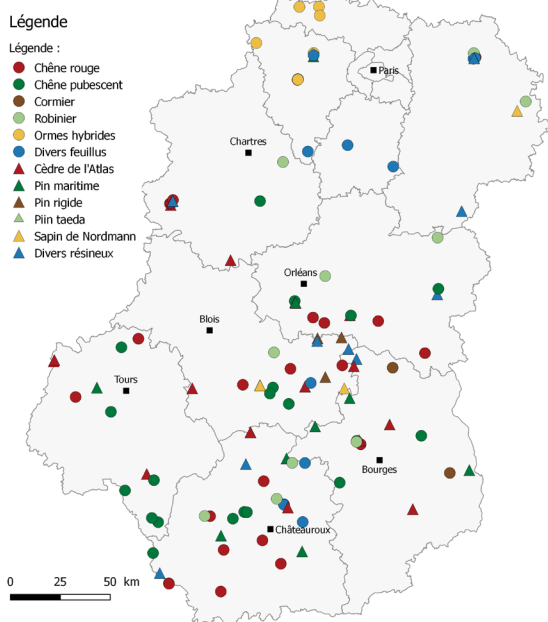 Légende
Légende :
Chêne rouge
Chêne pubescent
Cormier
Robinier
Ormes hybrides
Divers feuillus
Cèdre de l'Atlas
Pin maritime
Pin rigide
Piin taeda
Sapin de Nordmann
Divers résineux
Paris
Chartres
Orléans
Blois
Tours
Bourges
Châteauroux
0 25 50 km